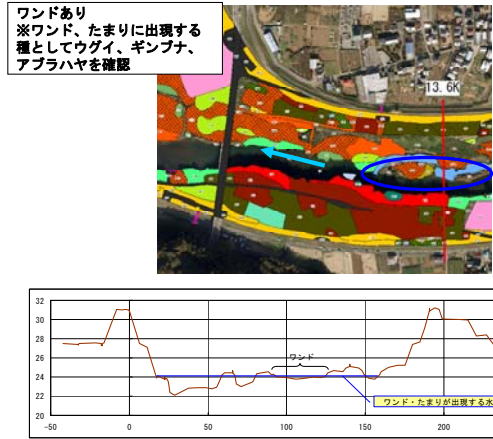 ワンドあり
※ワンド、たまりに出現する
種としてウグイ、ギンブナ、
アブラハヤを確認
13.6K
32
30
28
26
24
22
20
ワンド
ワンド・たまりが出現する水
-50
0
50
100
150
200